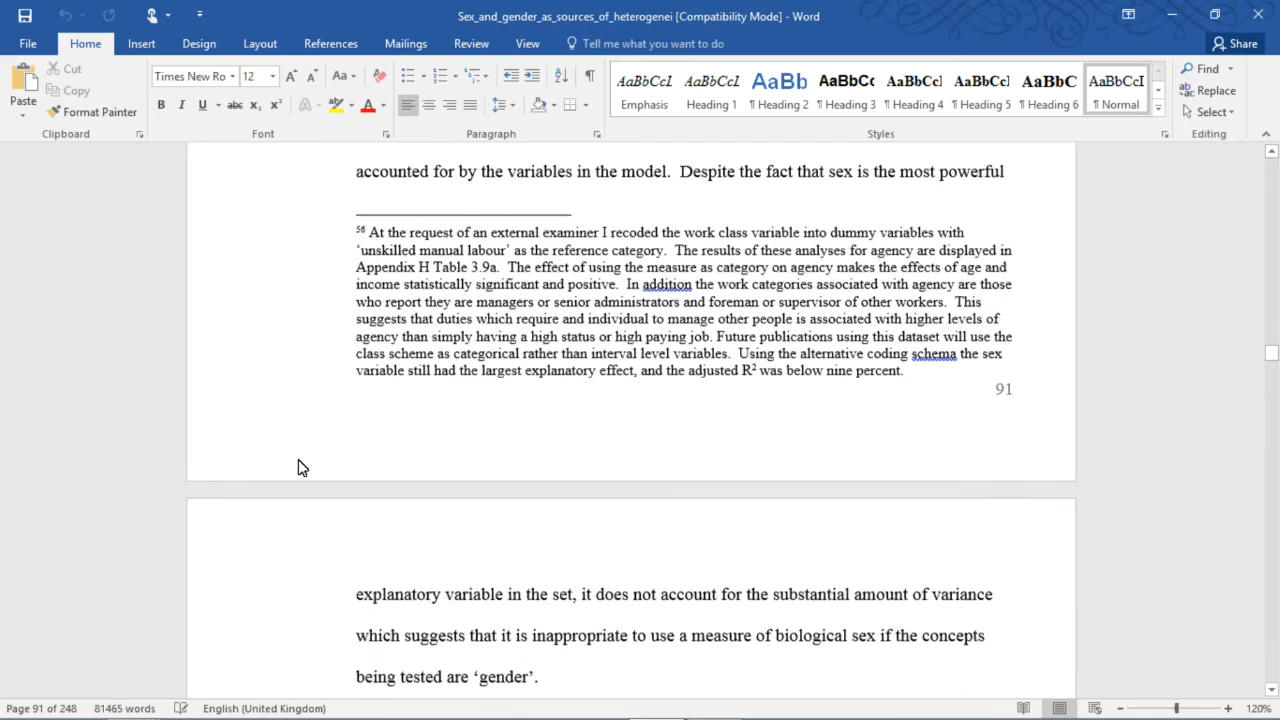 Sex_and_gender_as_sources_of_heterogenei [Compatibility Mode] - Word
File Home Insert Design Layout References Mailings Review View Tell me what you want to do Share
Paste
Cut
Copy
Format Painter
Clipboard
Times New Ro 12
Font
Paragraph
AaBbCcI AaBbCcI AaBb AaBbCc AaBbCcI AaBbCcI AaBbC AaBbCcI
Emphasis Heading 1 ¶ Heading 2 ¶ Heading 3 ¶ Heading 4 ¶ Heading 5 ¶ Heading 6 ¶ Normal
Styles
Find
Replace
Select
Editing
accounted for by the variables in the model. Despite the fact that sex is the most powerful
56 At the request of an external examiner I recoded the work class variable into dummy variables with
‘unskilled manual labour’ as the reference category. The results of these analyses for agency are displayed in
Appendix H Table 3.9a. The effect of using the measure as category on agency makes the effects of age and
income statistically significant and positive. In addition the work categories associated with agency are those
who report they are managers or senior administrators and foreman or supervisor of other workers. This
suggests that duties which require and individual to manage other people is associated with higher levels of
agency than simply having a high status or high paying job. Future publications using this dataset will use the
class scheme as categorical rather than interval level variables. Using the alternative coding schema the sex
variable still had the largest explanatory effect, and the adjusted R2 was below nine percent.
91
explanatory variable in the set, it does not account for the substantial amount of variance
which suggests that it is inappropriate to use a measure of biological sex if the concepts
being tested are ‘gender’.
Page 91 of 248 81465 words English (United Kingdom) 120%